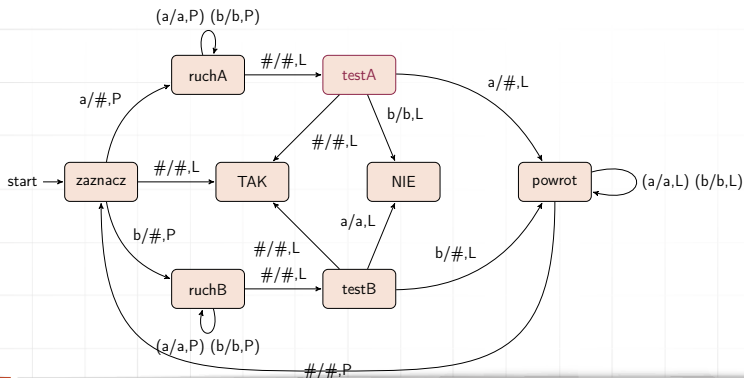 (a/a,P) (b/b,P)
ruchA
#/#,L
testA
a/#,L
a/#,P
b/b,L
#/#,L
start
zaznacz
#/#,L
TAK
NIE
powrot
(a/a,L) (b/b,L)
b/#,P
a/a,L
#/#,L
b/#,L
ruchB
#/#,L
testB
(a/a,P) (b/b,P)
#/#,P